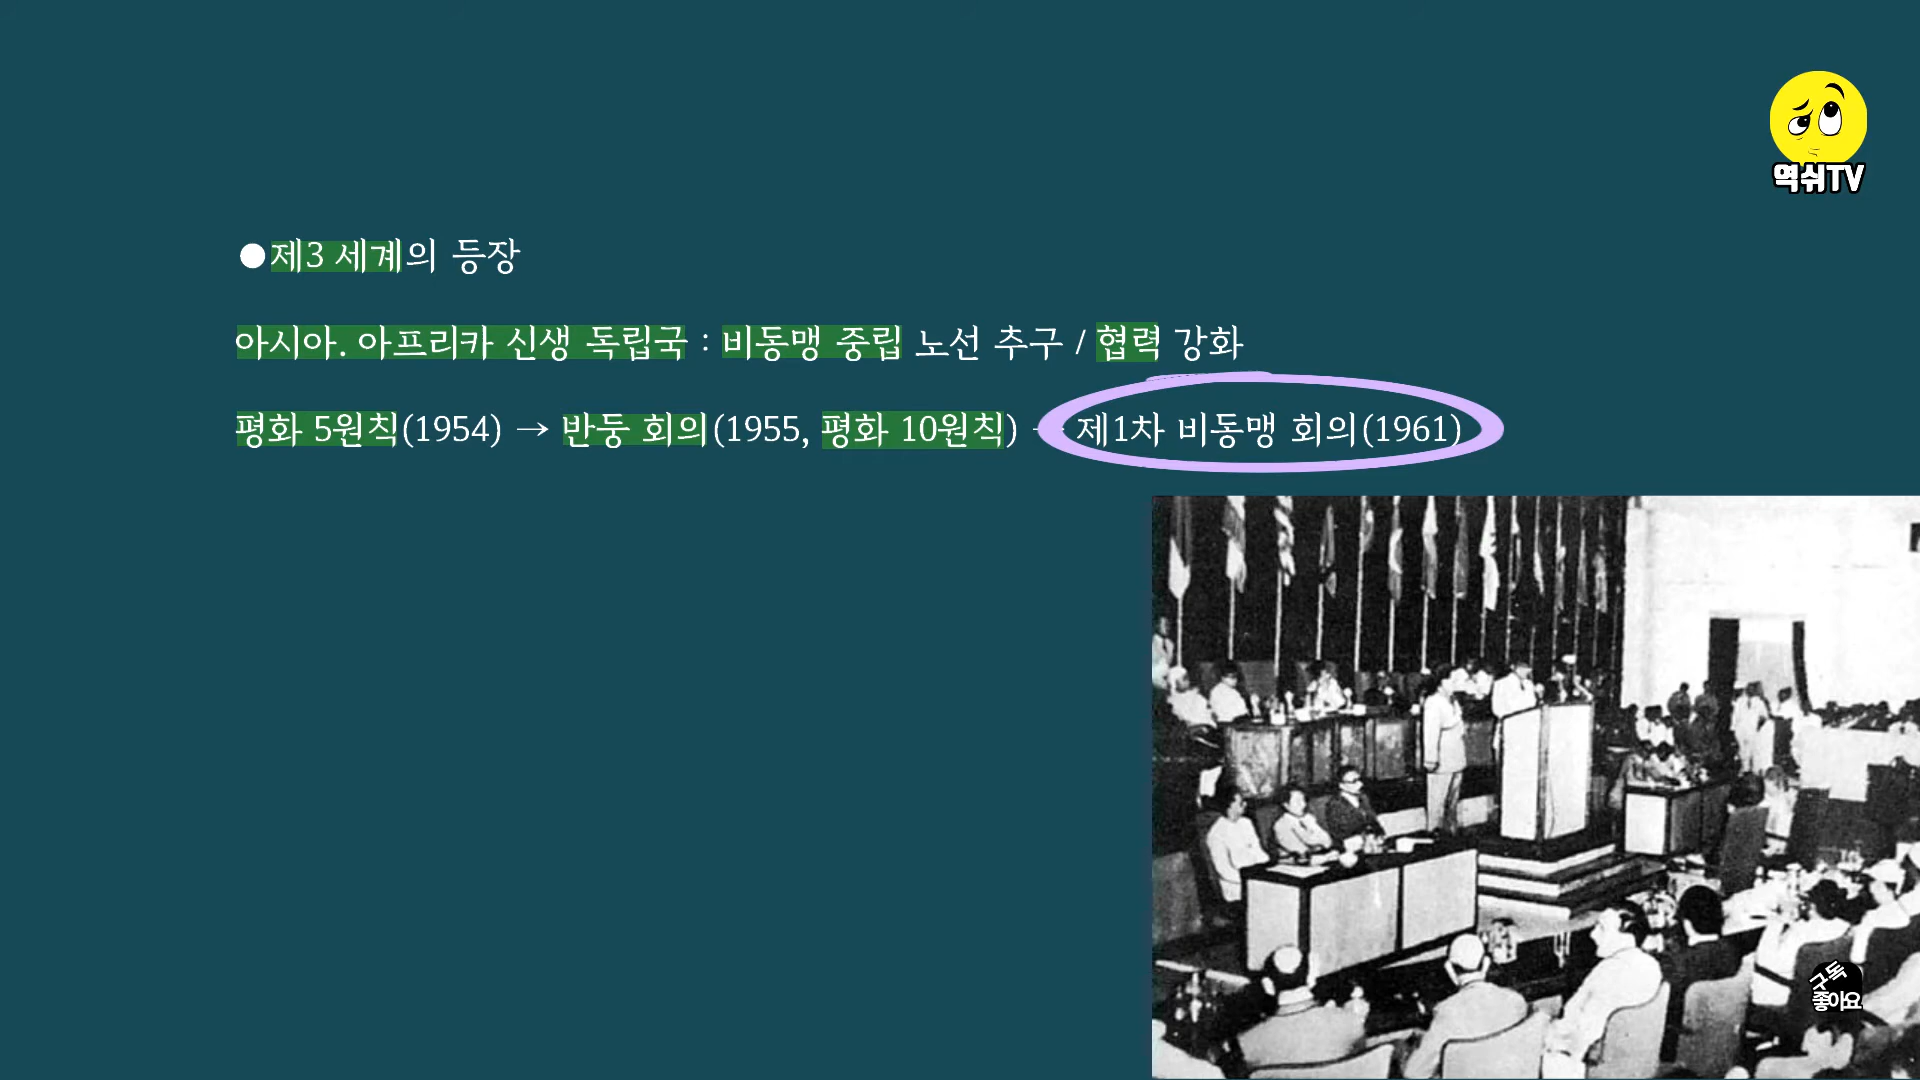 역쉬TV
●제3 세계의 등장
아시아. 아프리카 신생 독립국 : 비동맹 중립 노선 추구 / 협력 강화
평화 5원칙(1954) → 반둥 회의(1955, 평화 10원칙) → 제1차 비동맹 회의(1961)
구독
좋아요